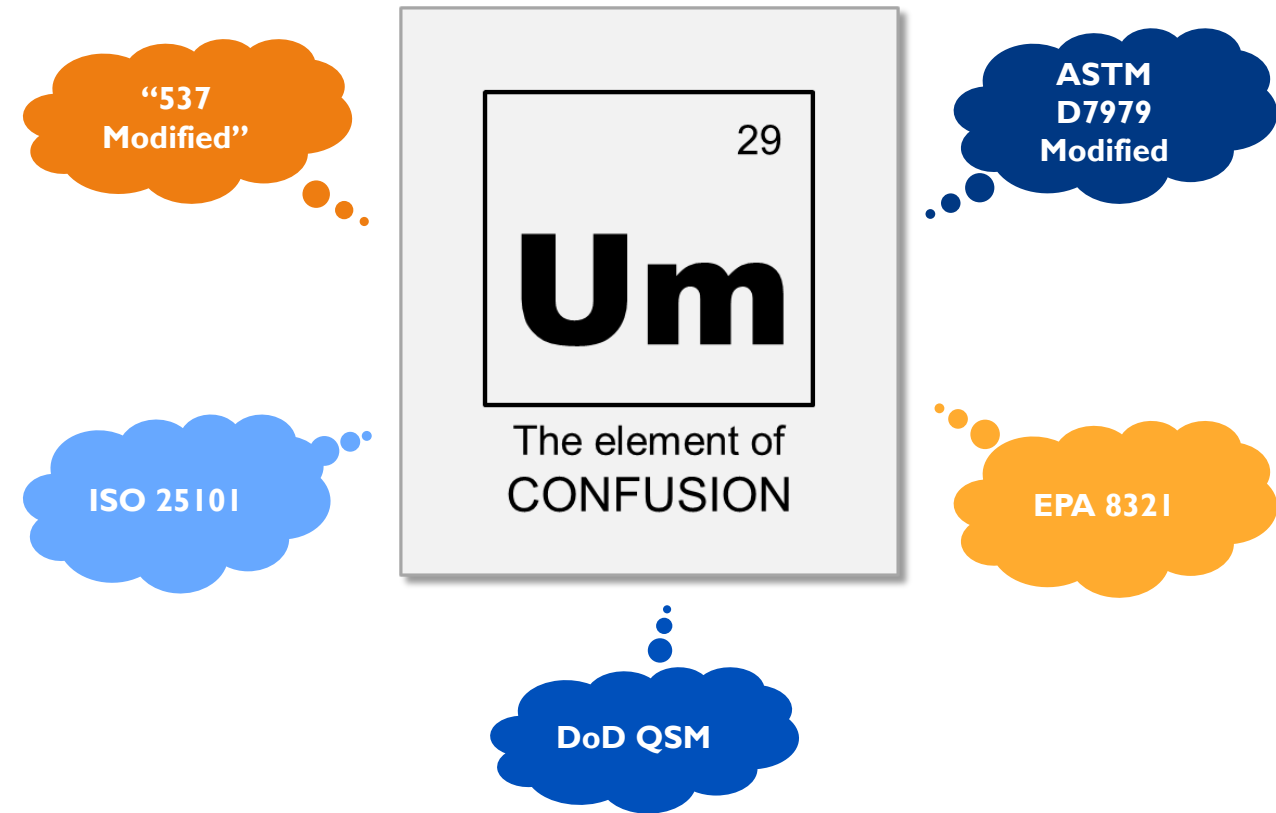 “537
Modified”
ASTM
D7979
Modified
29
Um
The element of
CONFUSION
ISO 25101
EPA 8321
DoD QSM